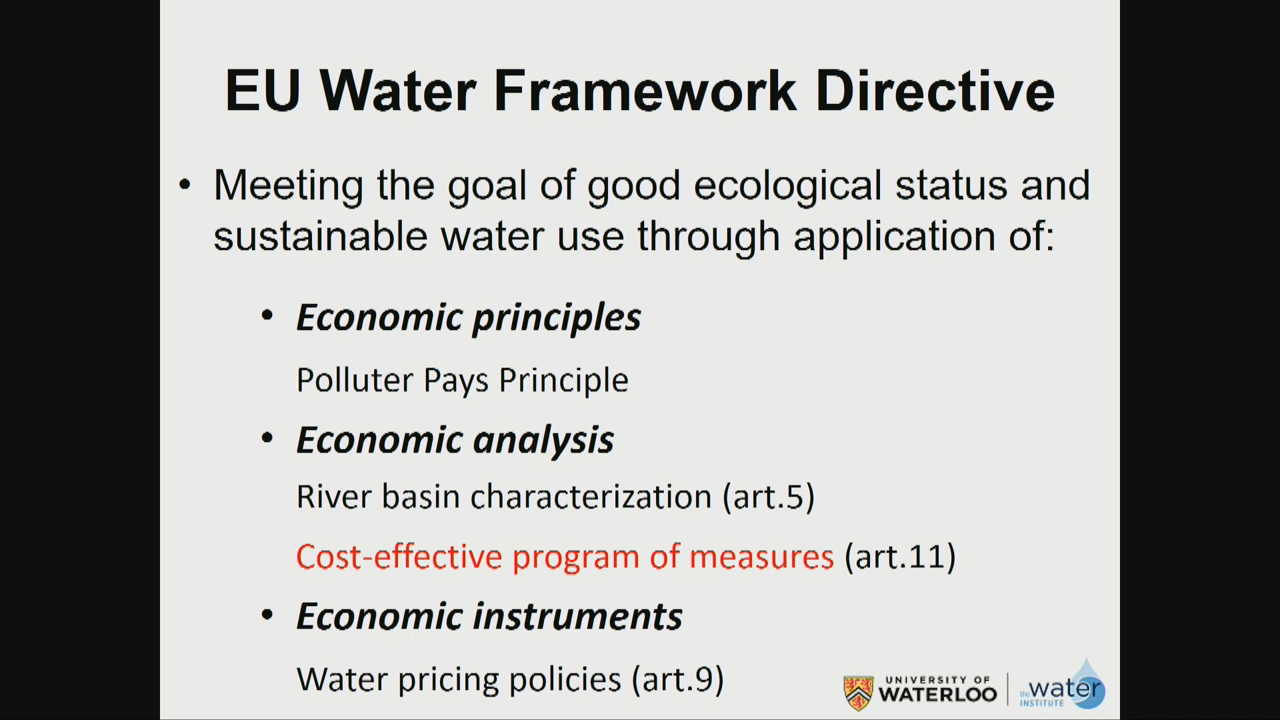 EU Water Framework Directive
• Meeting the goal of good ecological status and
sustainable water use through application of:
• Economic principles
Polluter Pays Principle
• Economic analysis
River basin characterization (art.5)
Cost-effective program of measures (art.11)
• Economic instruments
Water pricing policies (art.9)
UNIVERSITY OF
WATERLOO
the water
INSTITUTE